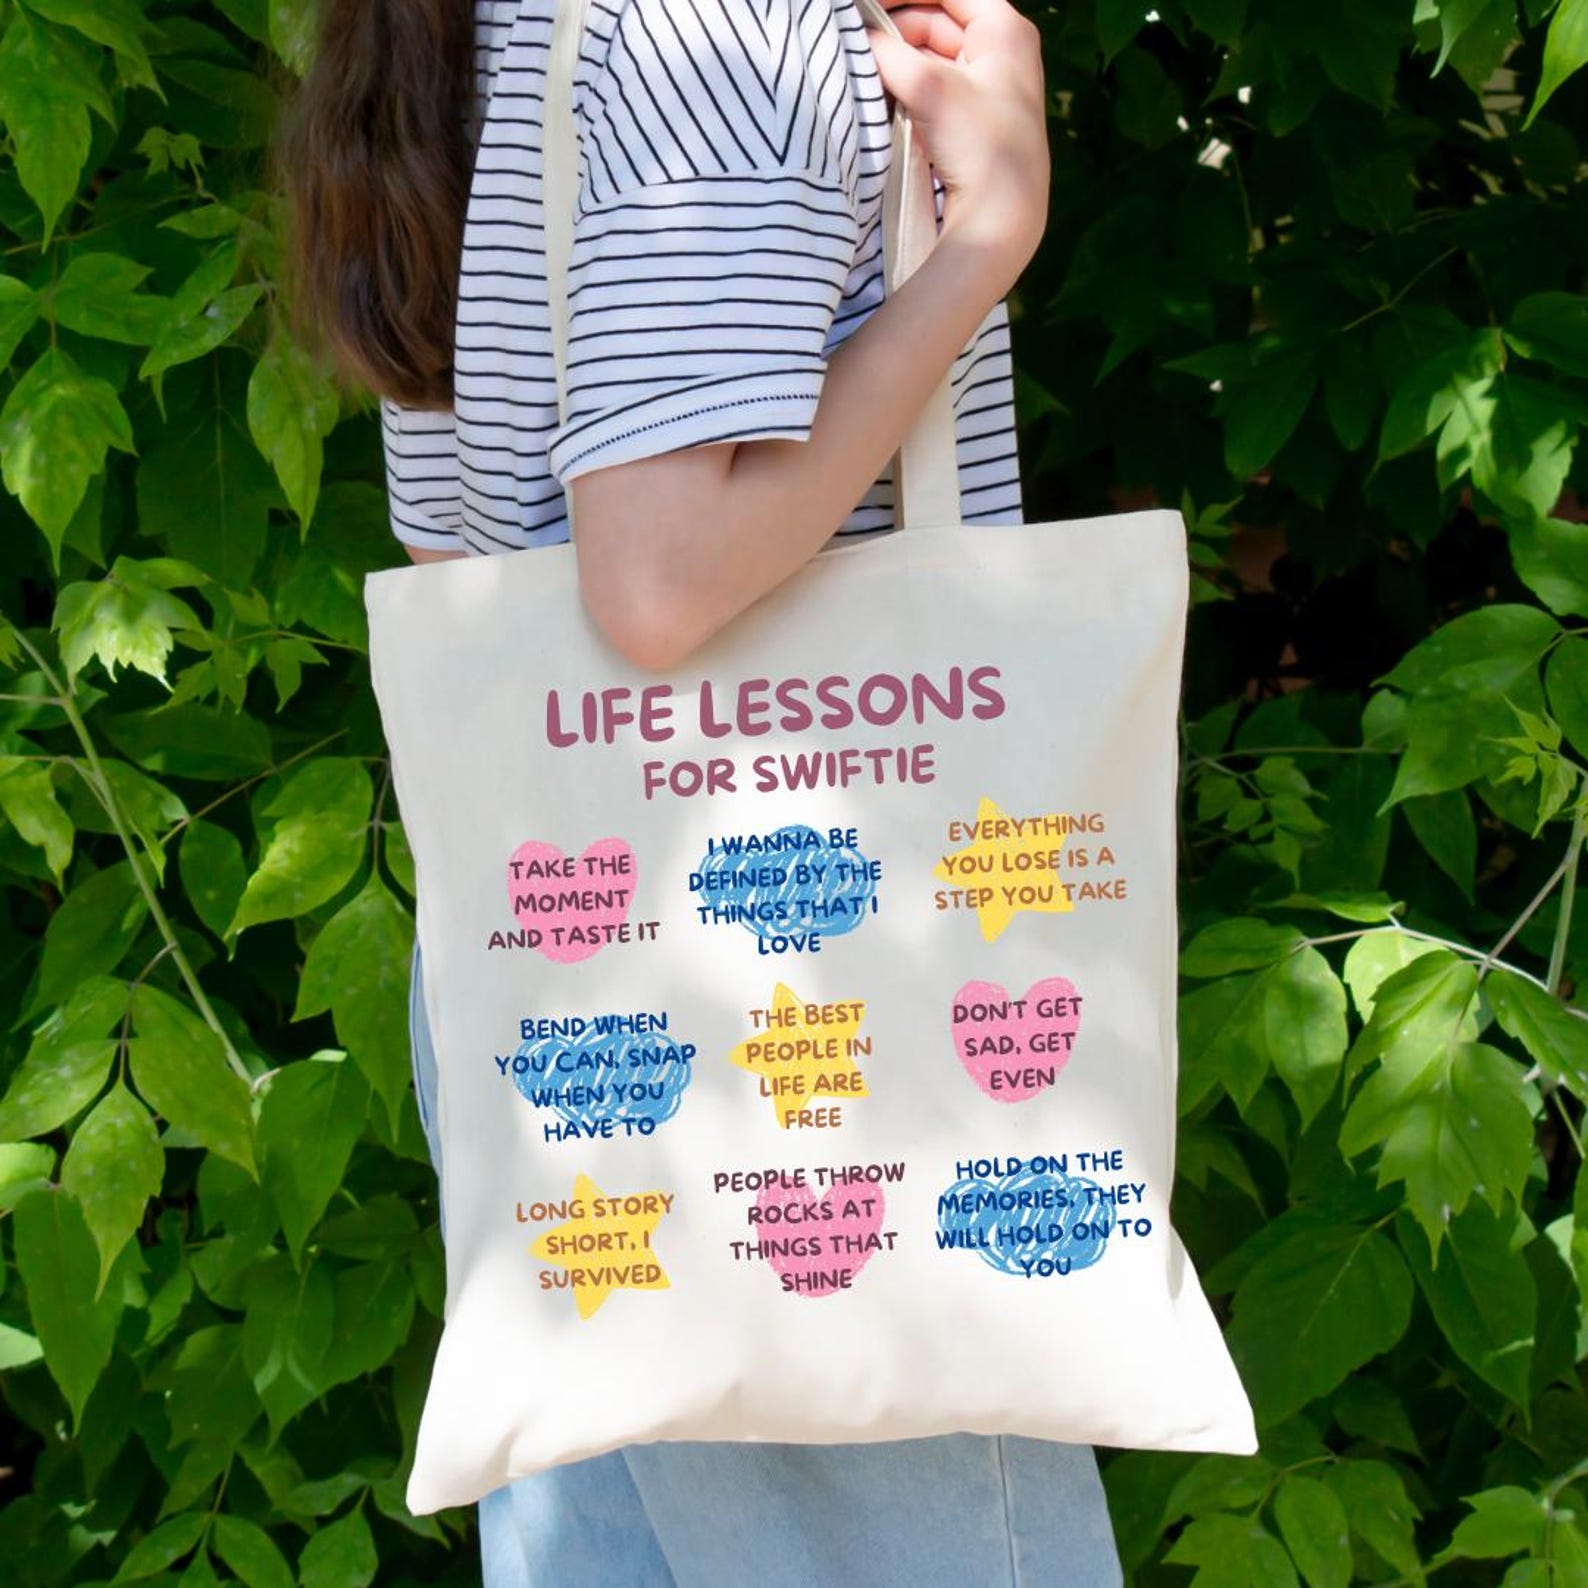 LIFE LESSONS
FOR SWIFTIE
TAKE THE
MOMENT
AND TASTE IT
I WANNA BE
DEFINED BY THE
THINGS THAT I
LOVE
EVERYTHING
YOU LOSE IS A
STEP YOU TAKE
BEND WHEN
YOU CAN, SNAP
WHEN YOU
HAVE TO
THE BEST
PEOPLE IN
LIFE ARE
FREE
DON'T GET
SAD, GET
EVEN
LONG STORY
SHORT, I
SURVIVED
PEOPLE THROW
ROCKS AT
THINGS THAT
SHINE
HOLD ON THE
MEMORIES, THEY
WILL HOLD ON TO
YOU